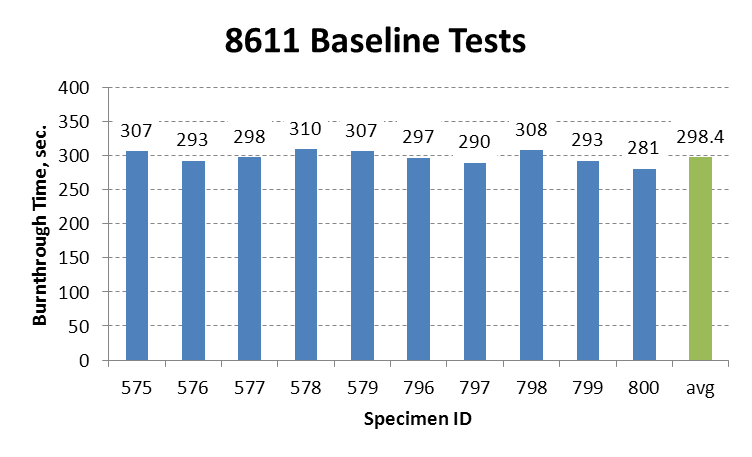 8611 Baseline Tests
400
350
300
250
200
150
100
50
0
Burnthrough Time, sec.
307 293 298 310 307 297 290 308 293 281 298.4
575 576 577 578 579 796 797 798 799 800 avg
Specimen ID